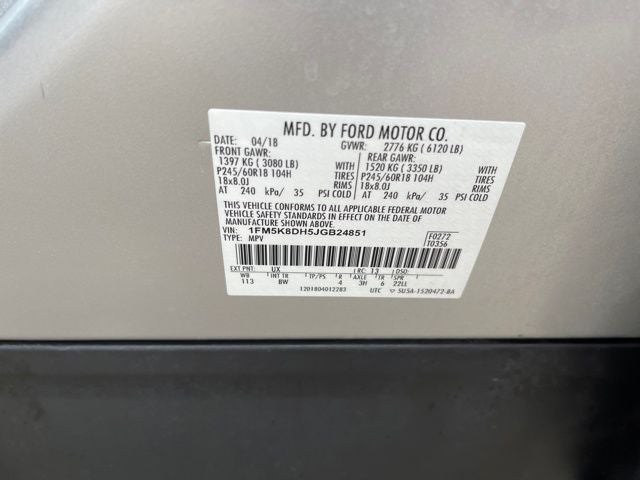 MFD. BY FORD MOTOR CO.
DATE: 04/18 GVWR: 2776 KG ( 6120 LB)
FRONT GAWR: REAR GAWR:
1397 KG ( 3080 LB) 1520 KG ( 3350 LB)
P245/60R18 104H TIRES P245/60R18 104H TIRES
18x8.0J RIMS 18x8.0J RIMS
AT 240 kPa/ 35 PSI COLD AT 240 kPa/ 35 PSI COLD
THIS VEHICLE CONFORMS TO ALL APPLICABLE FEDERAL MOTOR
VEHICLE SAFETY STANDARDS IN EFFECT ON THE DATE OF
MANUFACTURE SHOWN ABOVE.
VIN: 1FM5K8DH5JGB24851 F0272
TYPE: MPV T0356
EXT PNT: UX RC: 13 DSO:
WB INT TR TP/PS R AXLE TR SPR
113 BW 4 3H 6 22LL
1201804012283 UTC ▽ 5U5A-1520472-BA